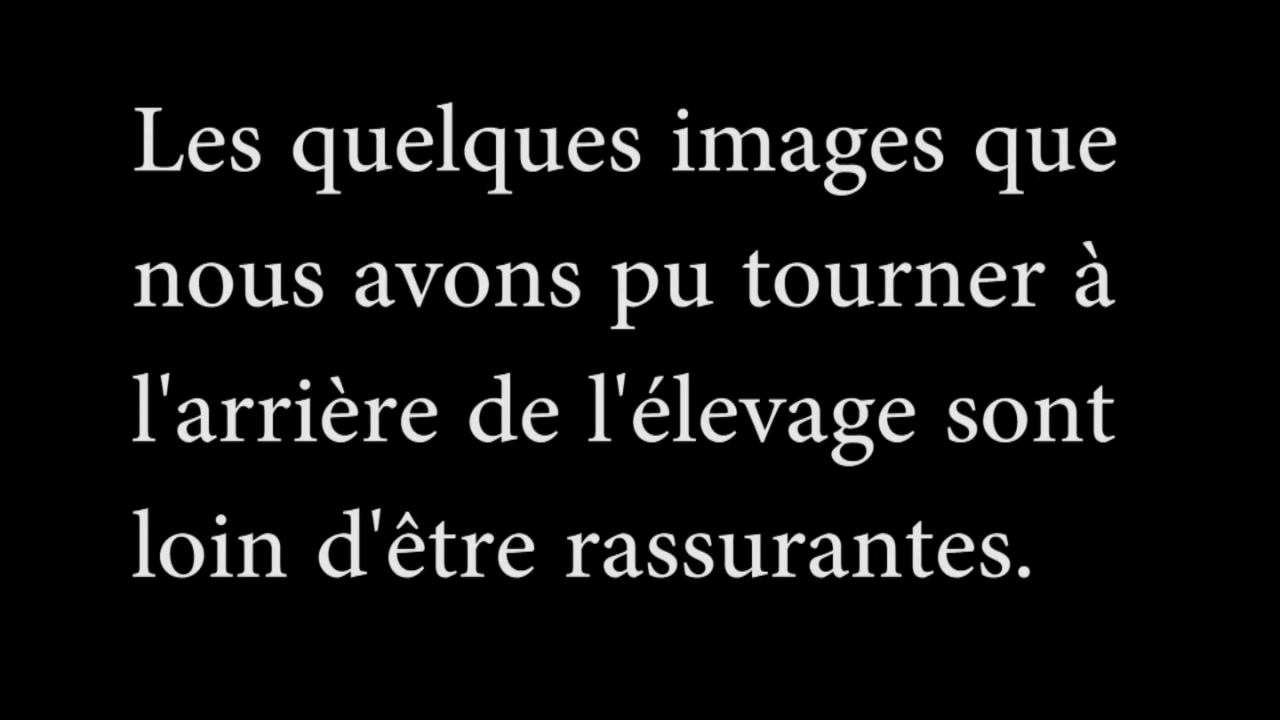 Les quelques images que
nous avons pu tourner à
l'arrière de l'élevage sont
loin d'être rassurantes.